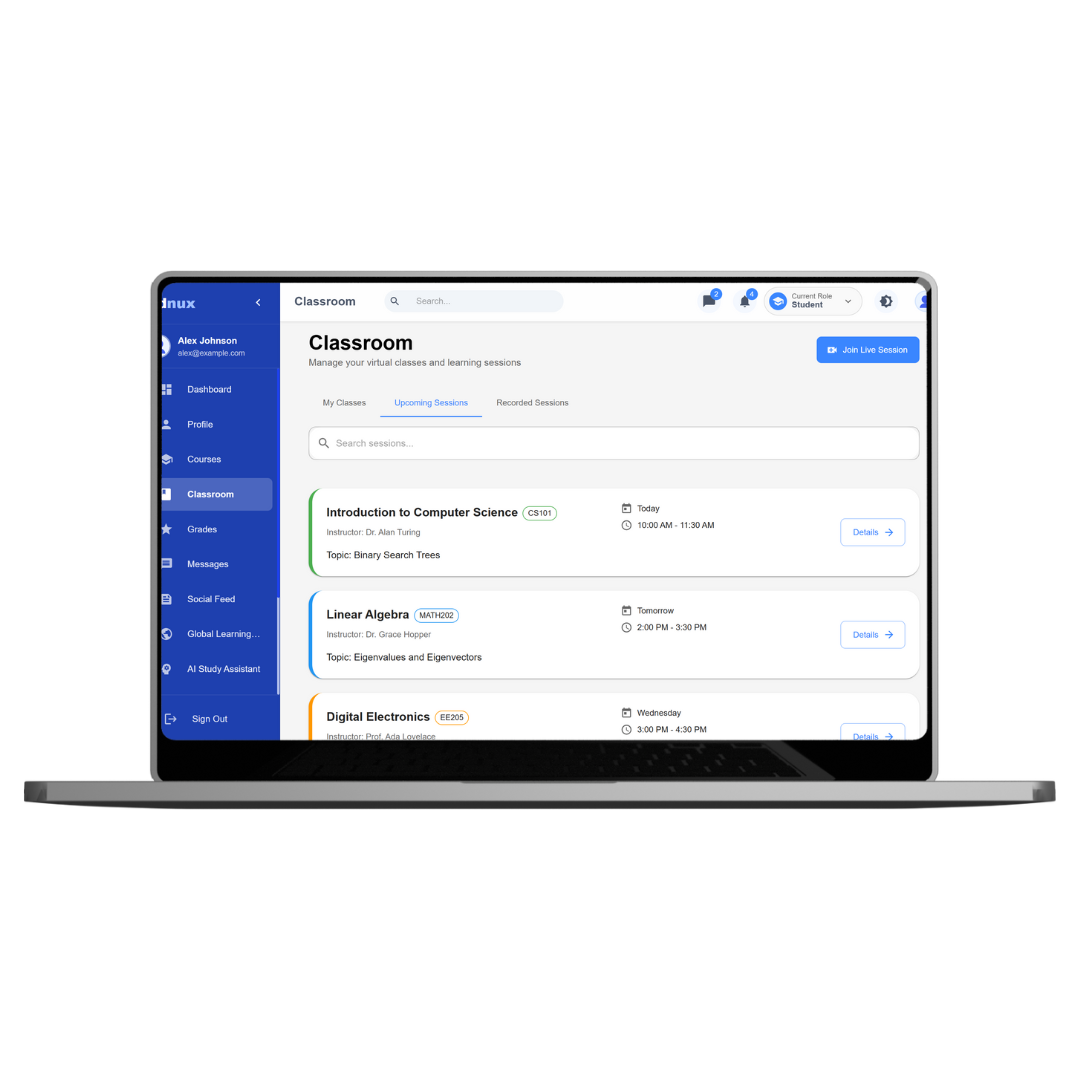 dnux
Classroom
Search...
2
4
Current Role
Student
Alex Johnson
alex@example.com
Dashboard
Profile
Courses
Classroom
Grades
Messages
Social Feed
Global Learning...
AI Study Assistant
Sign Out
Classroom
Manage your virtual classes and learning sessions
Join Live Session
My Classes
Upcoming Sessions
Recorded Sessions
Search sessions...
Introduction to Computer Science CS101
Instructor: Dr. Alan Turing
Topic: Binary Search Trees
Today
10:00 AM - 11:30 AM
Details
Linear Algebra MATH202
Instructor: Dr. Grace Hopper
Topic: Eigenvalues and Eigenvectors
Tomorrow
2:00 PM - 3:30 PM
Details
Digital Electronics EE205
Instructor: Prof. Ada Lovelace
Wednesday
3:00 PM - 4:30 PM
Details